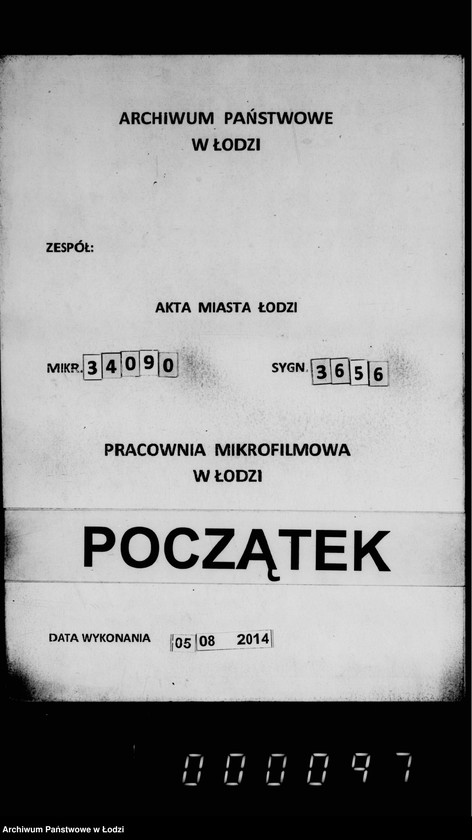 ARCHIWUM PAŃSTWOWE
W ŁODZI
ZESPÓŁ:
AKTA MIASTA ŁODZI
MIKR. 34090 SYGN. 3656
PRACOWNIA MIKROFILMOWA
W ŁODZI
POCZĄTEK
DATA WYKONANIA 05 08 2014
000097
Archiwum Państwowe w Łodzi